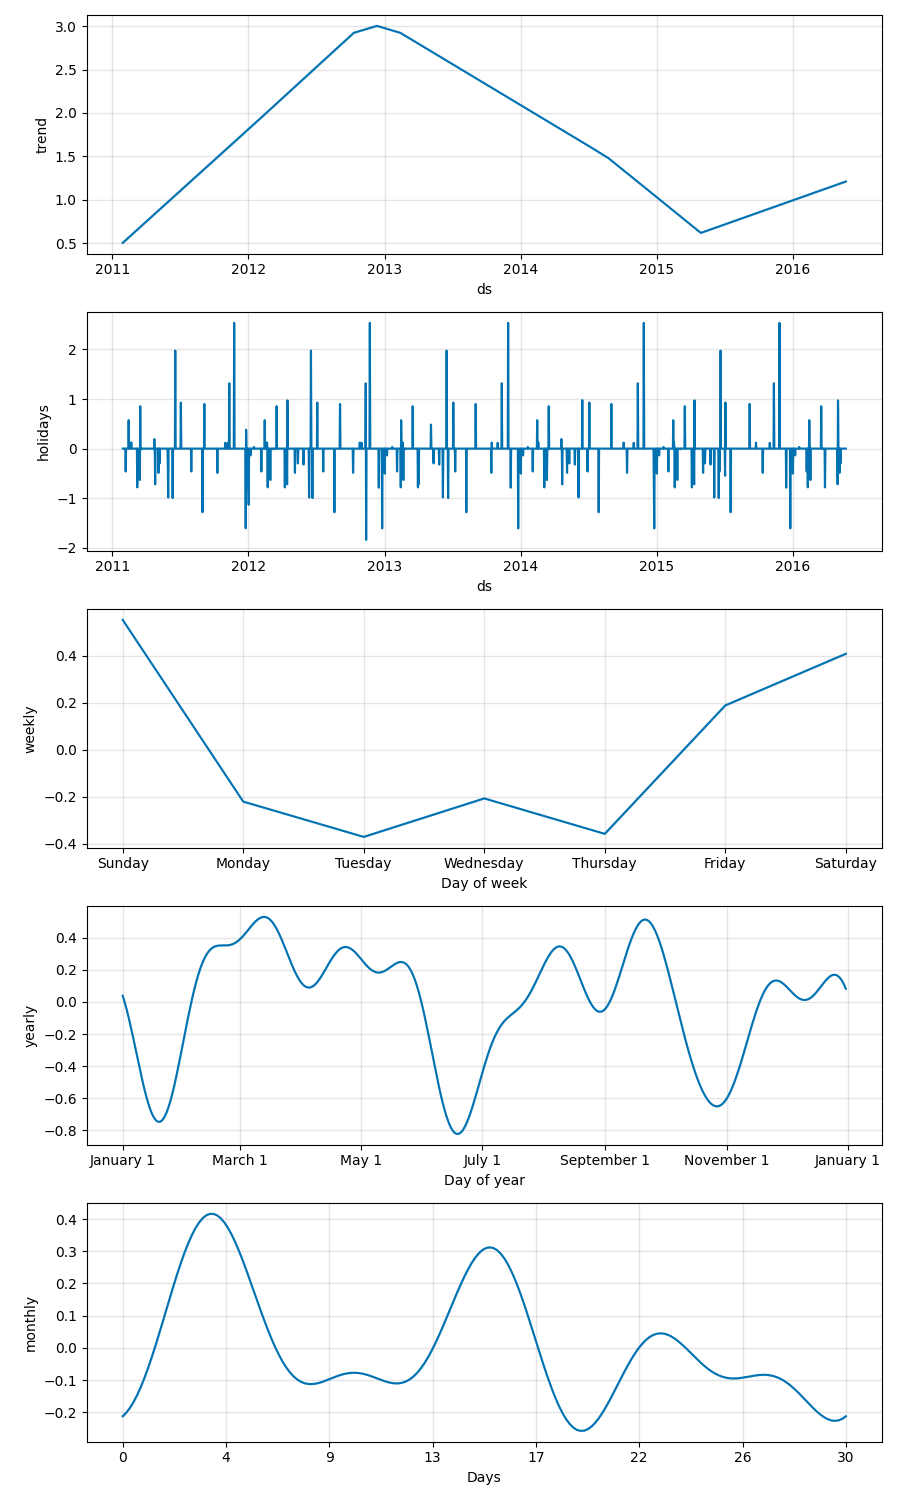 trend
3.0
2.5
2.0
1.5
1.0
0.5
2011 2012 2013 2014 2015 2016
ds
holidays
2
1
0
−1
−2
2011 2012 2013 2014 2015 2016
ds
weekly
0.4
0.2
0.0
−0.2
−0.4
Sunday Monday Tuesday Wednesday Thursday Friday Saturday
Day of week
yearly
0.4
0.2
0.0
−0.2
−0.4
−0.6
−0.8
January 1 March 1 May 1 July 1 September 1 November 1 January 1
Day of year
monthly
0.4
0.3
0.2
0.1
0.0
−0.1
−0.2
0 4 9 13 17 22 26 30
Days